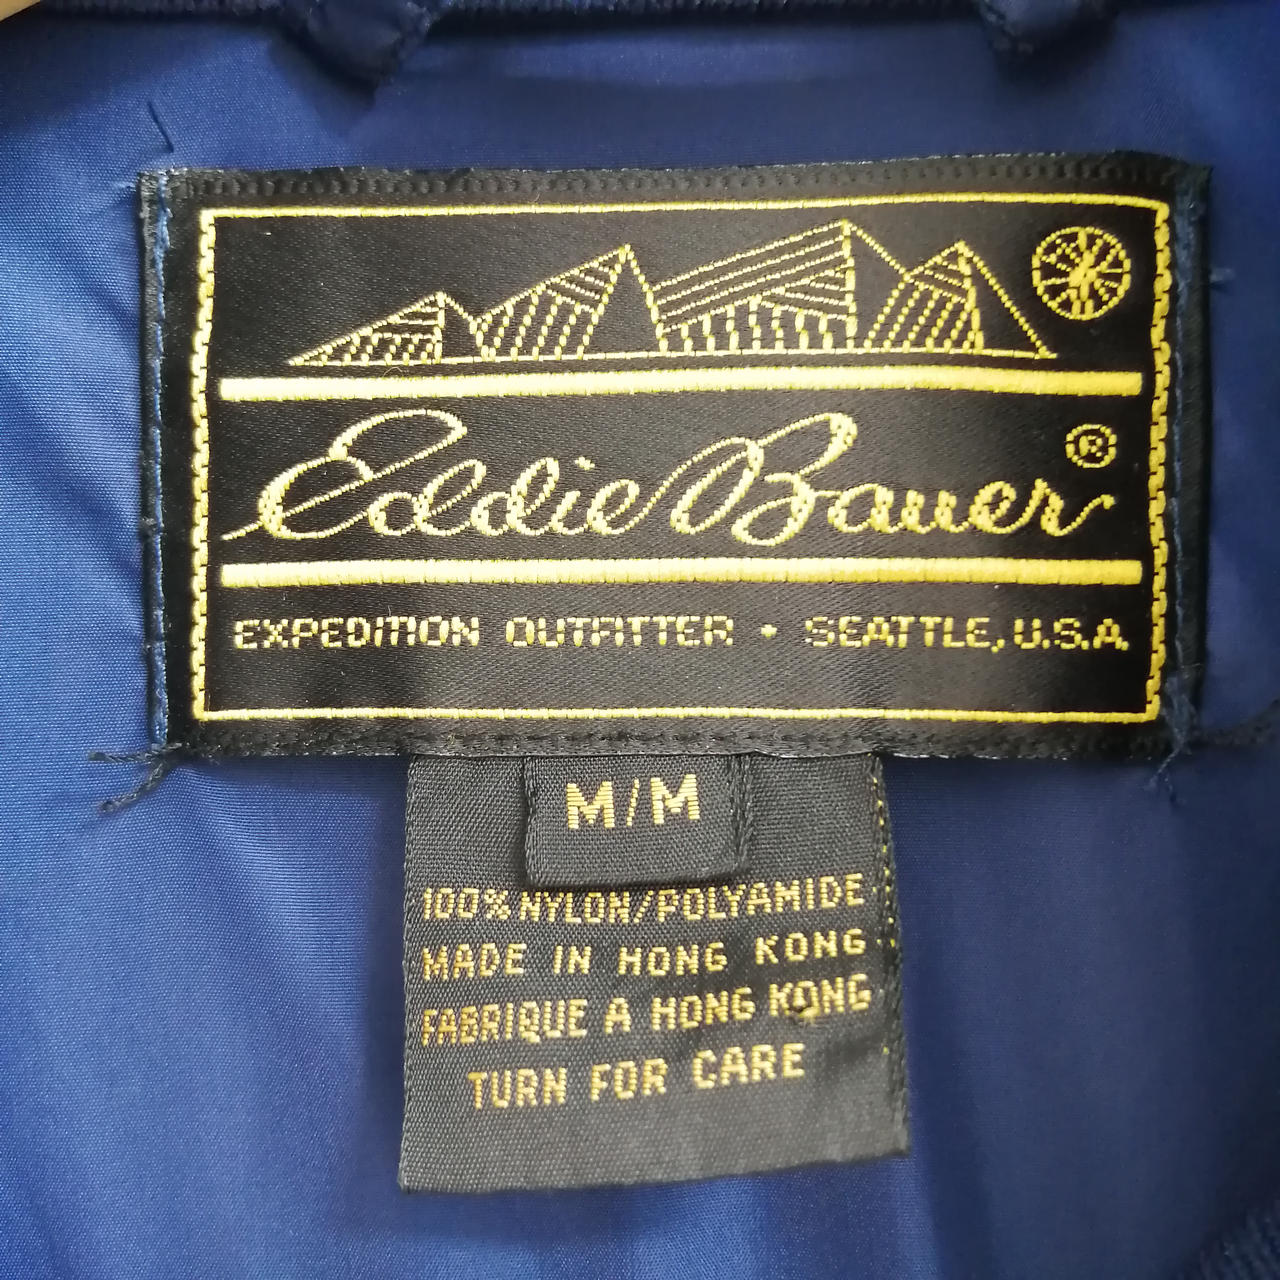 Eddie Bauer ®
EXPEDITION OUTFITTER • SEATTLE, U.S.A.
M/M
100% NYLON/POLYAMIDE
MADE IN HONG KONG
FABRIQUE A HONG KONG
TURN FOR CARE